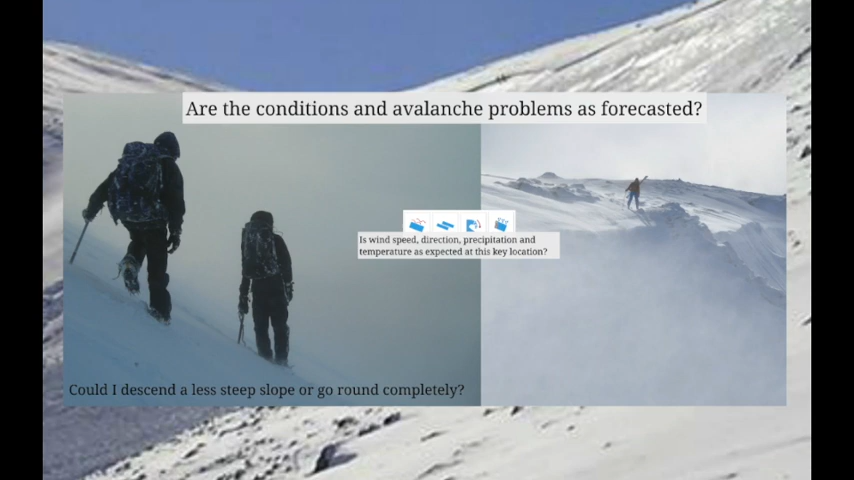 Are the conditions and avalanche problems as forecasted?
Is wind speed, direction, precipitation and
temperature as expected at this key location?
Could I descend a less steep slope or go round completely?